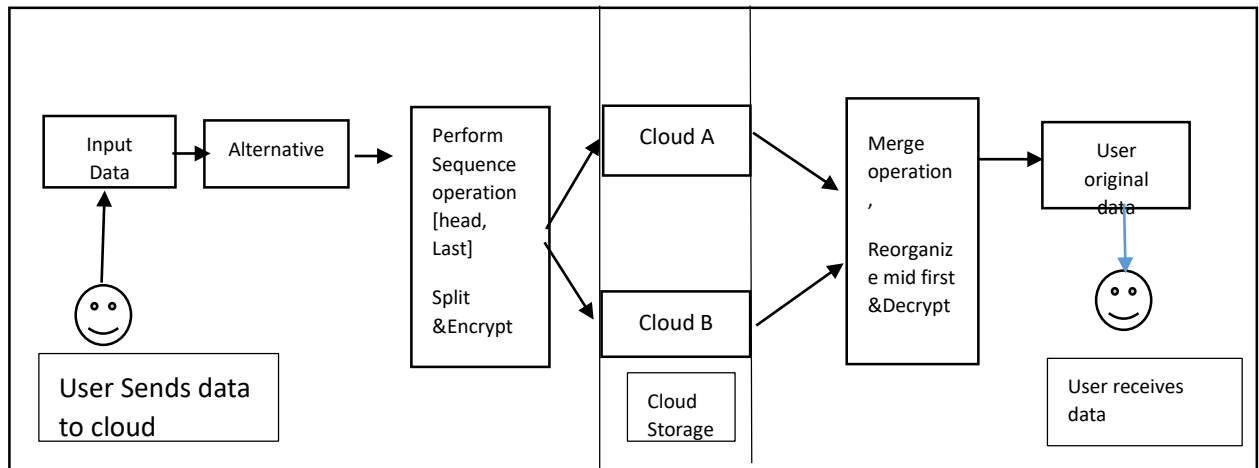 Input
Data
Alternative
Perform
Sequence
operation
[head,
Last]
Split
&Encrypt
Cloud A
Cloud B
Cloud
Storage
Merge
operation
,
Reorganiz
e mid first
&Decrypt
User
original
data
User Sends data
to cloud
User receives
data